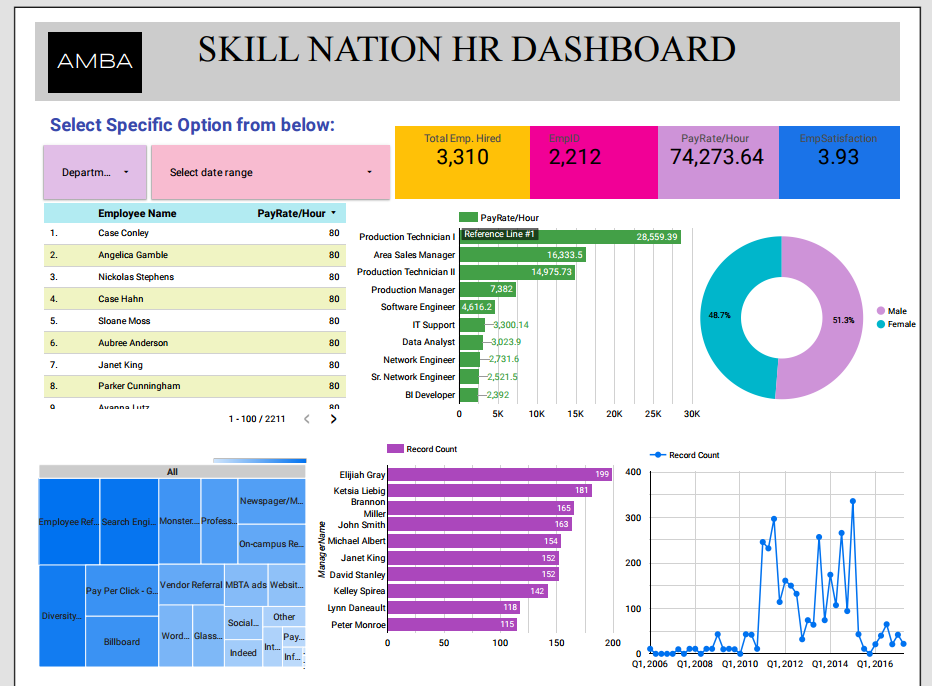 AMBA
SKILL NATION HR DASHBOARD
Select Specific Option from below:
Departm...
Select date range
Total Emp. Hired
3,310
EmpID
2,212
PayRate/Hour
74,273.64
EmpSatisfaction
3.93
Employee Name PayRate/Hour
1. Case Conley 80
2. Angelica Gamble 80
3. Nickolas Stephens 80
4. Case Hahn 80
5. Sloane Moss 80
6. Aubree Anderson 80
7. Janet King 80
8. Parker Cunningham 80
9. Avanna Lutz 80
1 - 100 / 2211
PayRate/Hour
Reference Line #1
Production Technician I 28,559.39
Area Sales Manager 16,333.5
Production Technician II 14,975.73
Production Manager 7,382
Software Engineer 4,616.2
IT Support 3,300.14
Data Analyst 3,023.9
Network Engineer 2,731.6
Sr. Network Engineer 2,521.5
BI Developer 2,392
0 5K 10K 15K 20K 25K 30K
48.7%
51.3%
Male
Female
All
Employee Ref...
Search Engi...
Monster...
Profess...
Newspager/M...
On-campus Re...
Diversity...
Pay Per Click - G...
Billboard
Vendor Referral
MBTA ads
Websit...
Word...
Glass...
Social...
Indeed
Other
Int...
Pay...
Inf...
Record Count
ManagerName
Elijiah Gray 199
Ketsia Liebig 181
Brannon
Miller 165
John Smith 163
Michael Albert 154
Janet King 152
David Stanley 152
Kelley Spirea 142
Lynn Daneault 118
Peter Monroe 115
0 50 100 150 200
Record Count
400
300
200
100
0
Q1, 2006 Q1, 2008 Q1, 2010 Q1, 2012 Q1, 2014 Q1, 2016